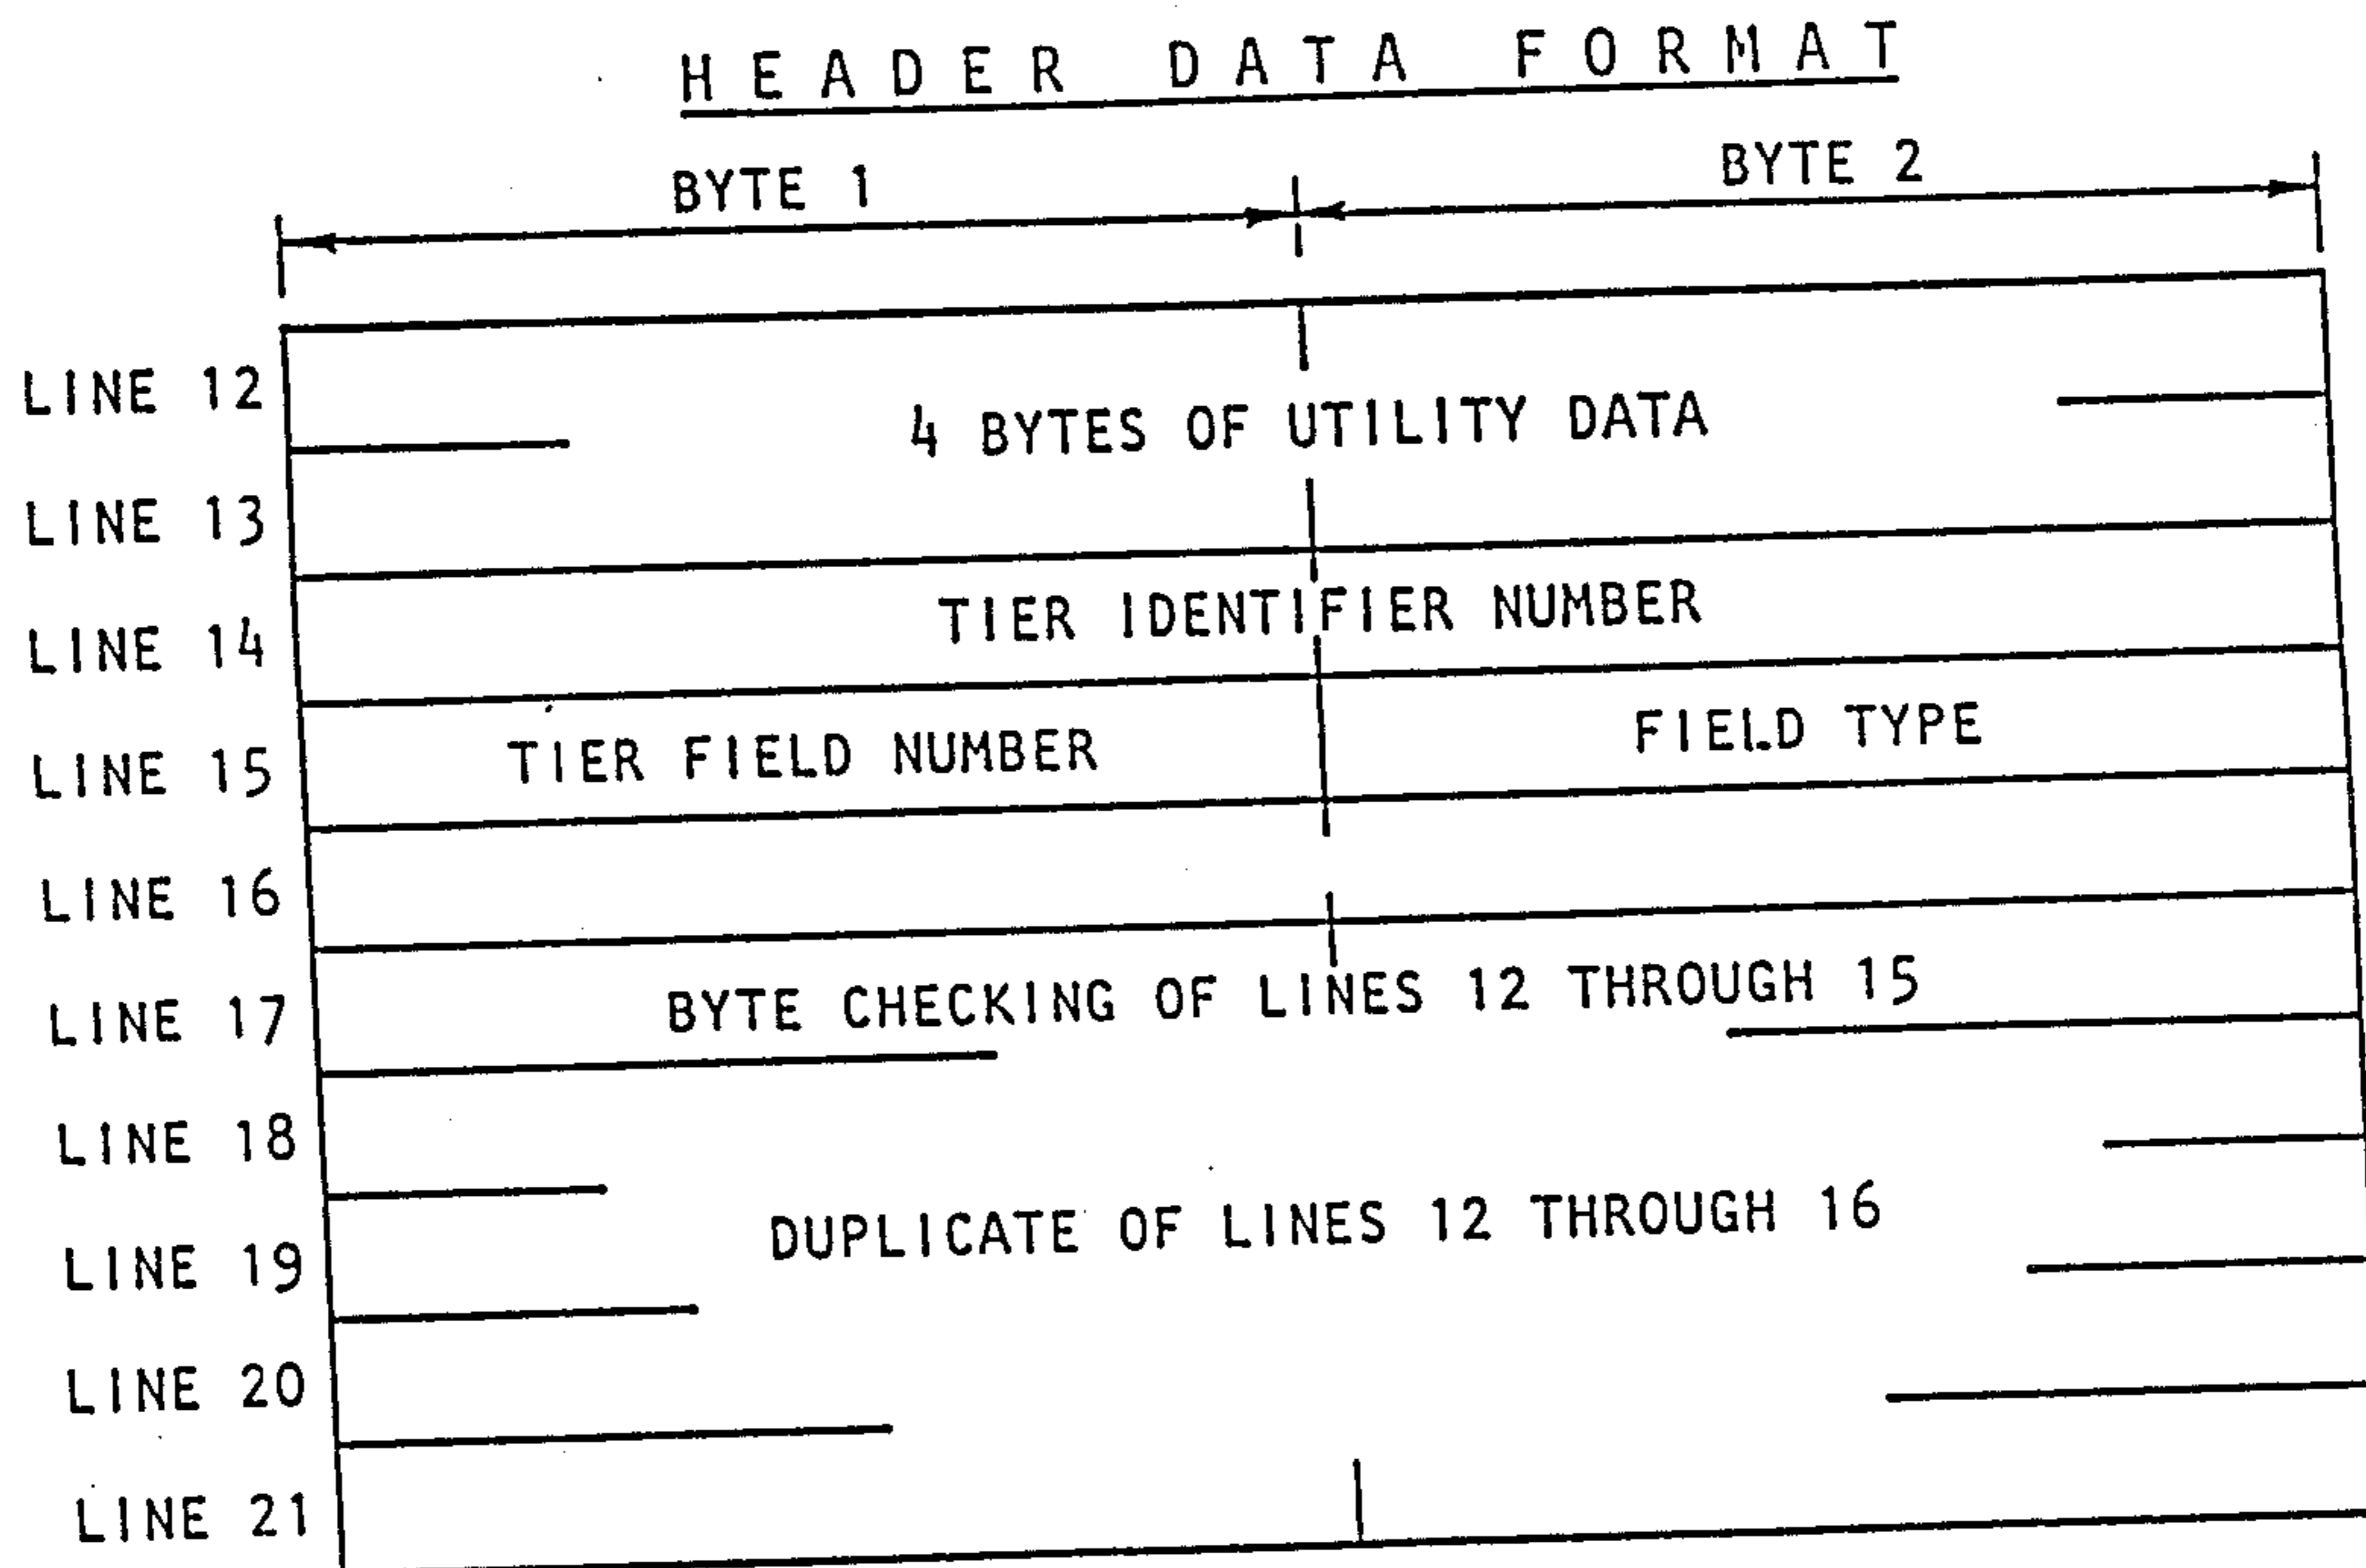 HEADER DATA FORMAT
BYTE 1 BYTE 2
LINE 12
4 BYTES OF UTILITY DATA
LINE 13
TIER IDENTIFIER NUMBER
LINE 14
LINE 15 TIER FIELD NUMBER FIELD TYPE
LINE 16
LINE 17 BYTE CHECKING OF LINES 12 THROUGH 15
LINE 18
DUPLICATE OF LINES 12 THROUGH 16
LINE 19
LINE 20
LINE 21